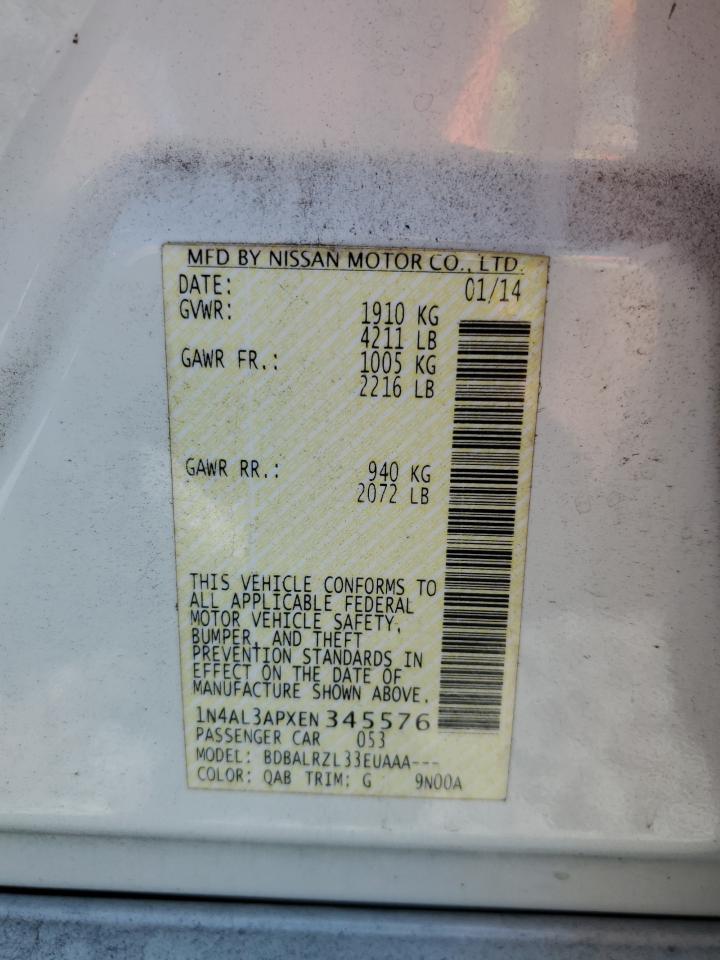 MFD BY NISSAN MOTOR CO., LTD.
DATE: 01/14
GVWR: 1910 KG
4211 LB
GAWR FR.: 1005 KG
2216 LB
GAWR RR.: 940 KG
2072 LB
THIS VEHICLE CONFORMS TO
ALL APPLICABLE FEDERAL
MOTOR VEHICLE SAFETY,
BUMPER, AND THEFT
PREVENTION STANDARDS IN
EFFECT ON THE DATE OF
MANUFACTURE SHOWN ABOVE.
1N4AL3APXEN345576
PASSENGER CAR 053
MODEL: BDBALRZL33EUAAA---
COLOR: QAB TRIM: G 9N00A